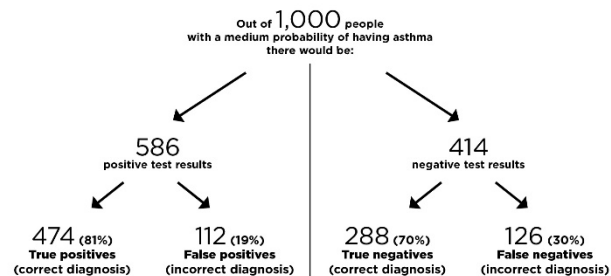 Out of 1,000 people
with a medium probability of having asthma
there would be:
586
positive test results
414
negative test results
474 (81%)
True positives
(correct diagnosis)
112 (19%)
False positives
(incorrect diagnosis)
288 (70%)
True negatives
(correct diagnosis)
126 (30%)
False negatives
(incorrect diagnosis)